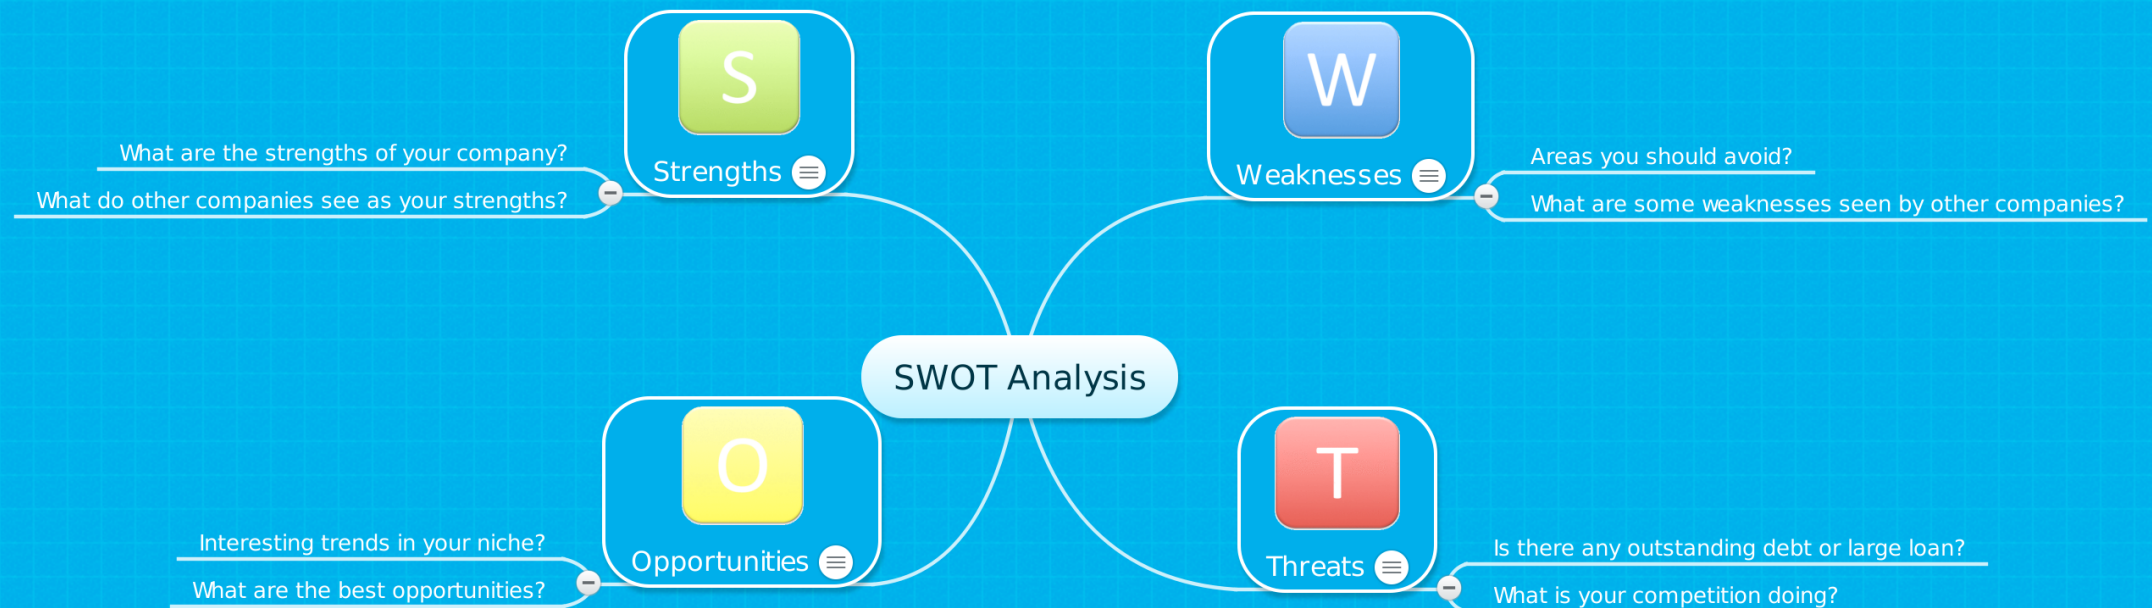 S
Strengths
What are the strengths of your company?
What do other companies see as your strengths?
W
Weaknesses
Areas you should avoid?
What are some weaknesses seen by other companies?
SWOT Analysis
O
Opportunities
Interesting trends in your niche?
What are the best opportunities?
T
Threats
Is there any outstanding debt or large loan?
What is your competition doing?